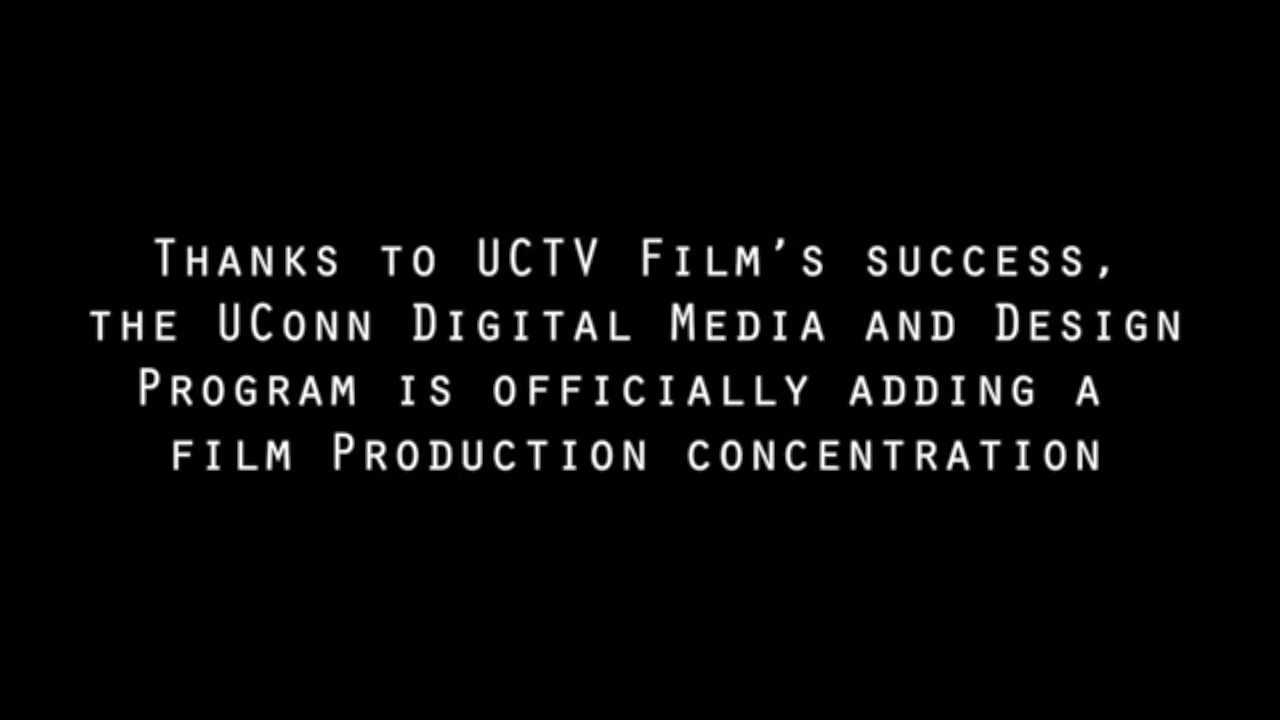 Thanks to UCTV Film's success,
the UConn Digital Media and Design
Program is officially adding a
film Production concentration